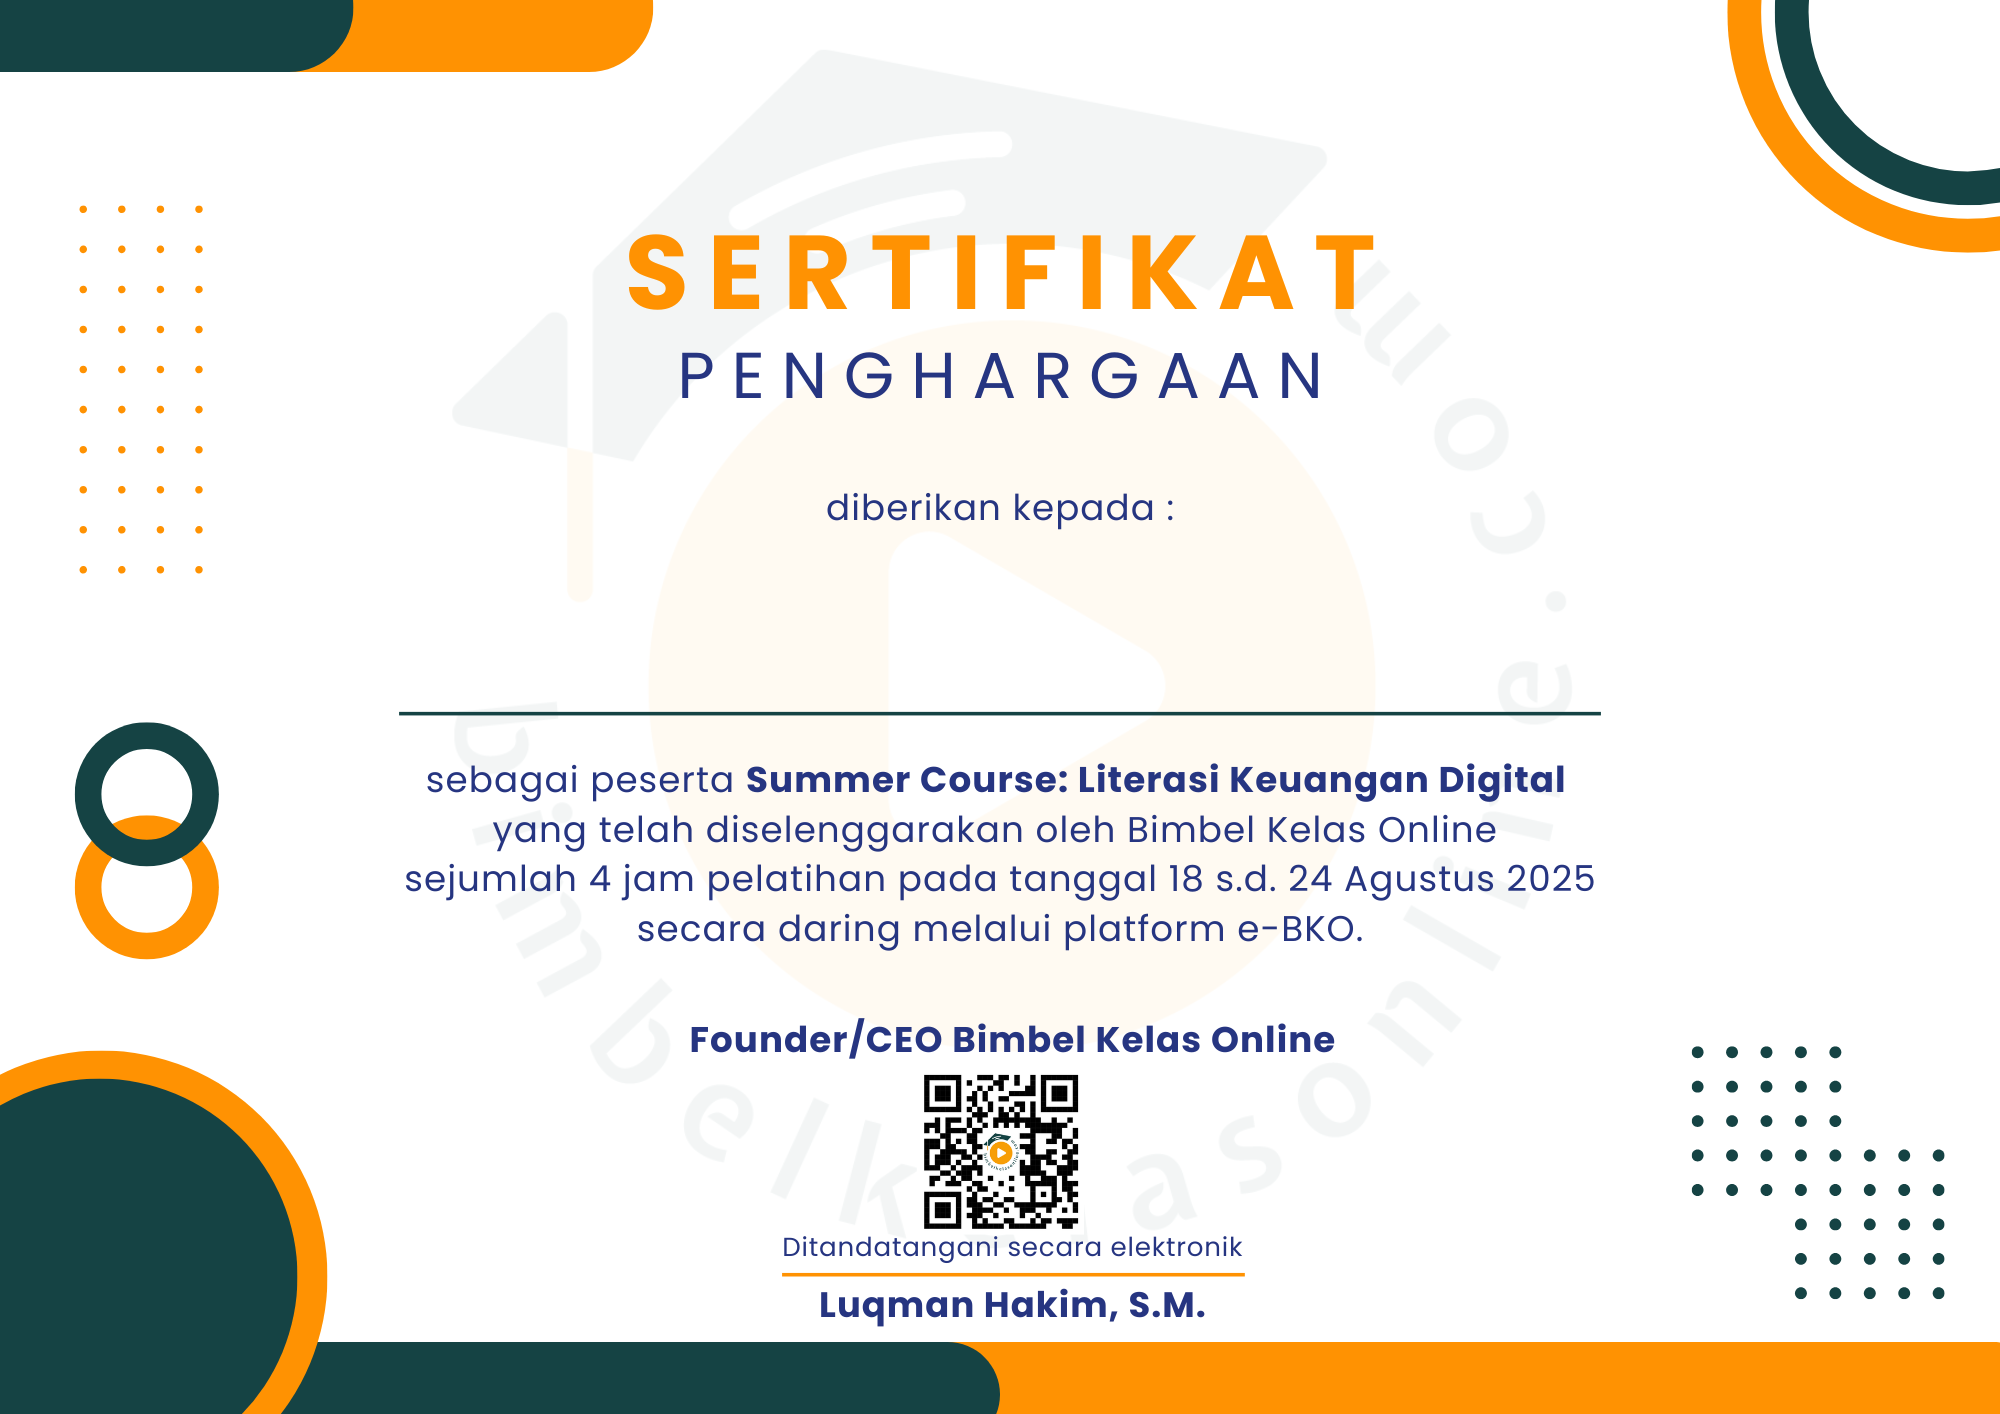 SERTIFIKAT
PENGHARGAAN
diberikan kepada :
sebagai peserta Summer Course: Literasi Keuangan Digital
yang telah diselenggarakan oleh Bimbel Kelas Online
sejumlah 4 jam pelatihan pada tanggal 18 s.d. 24 Agustus 2025
secara daring melalui platform e-BKO.
Founder/CEO Bimbel Kelas Online
Ditandatangani secara elektronik
Luqman Hakim, S.M.
bimbelkelasonline.com